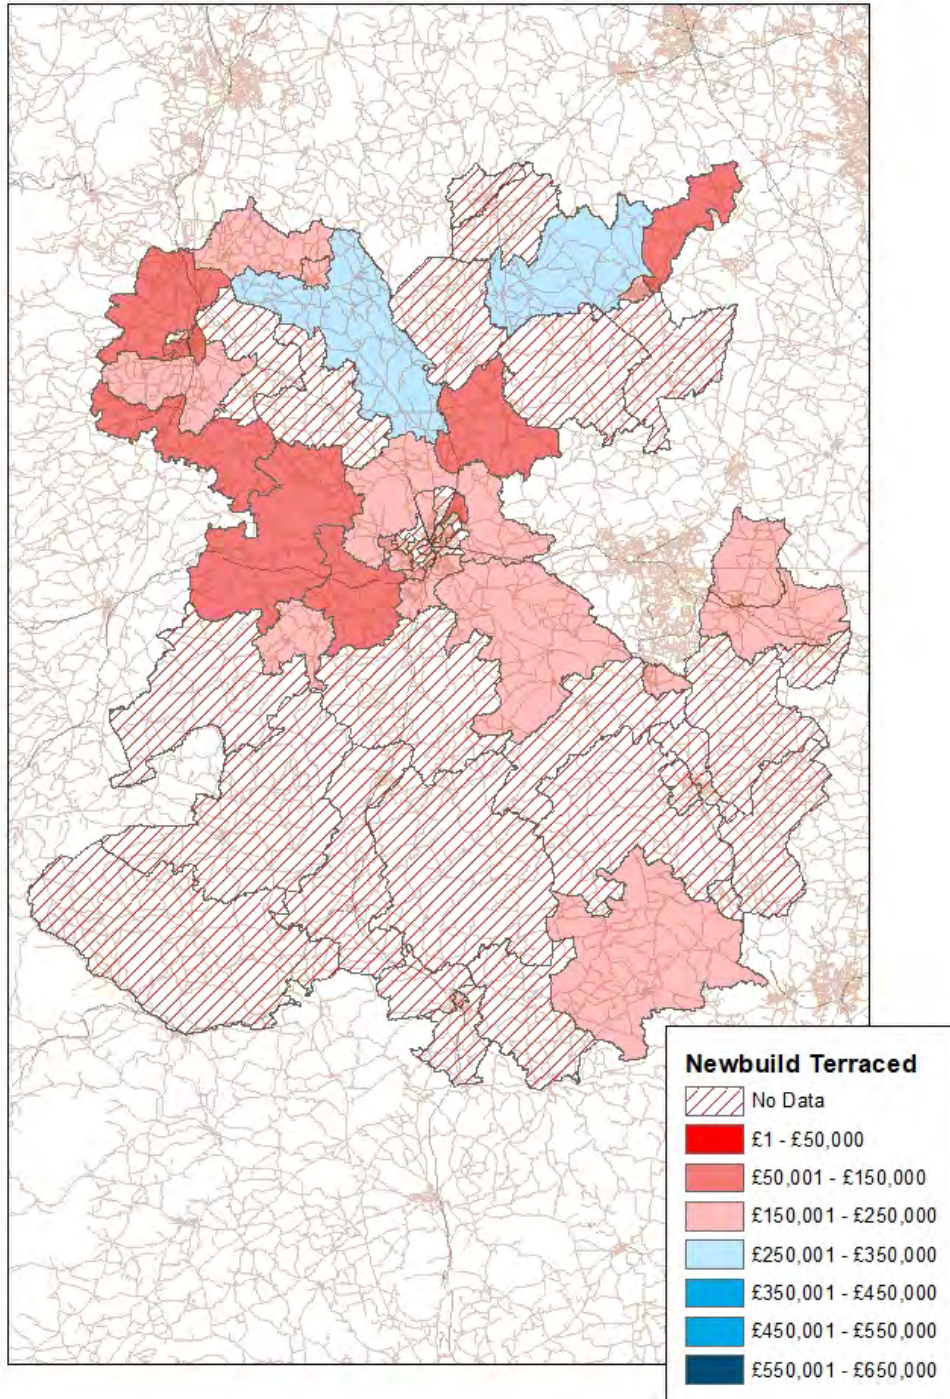 Newbuild Terraced
No Data
£1 - £50,000
£50,001 - £150,000
£150,001 - £250,000
£250,001 - £350,000
£350,001 - £450,000
£450,001 - £550,000
£550,001 - £650,000